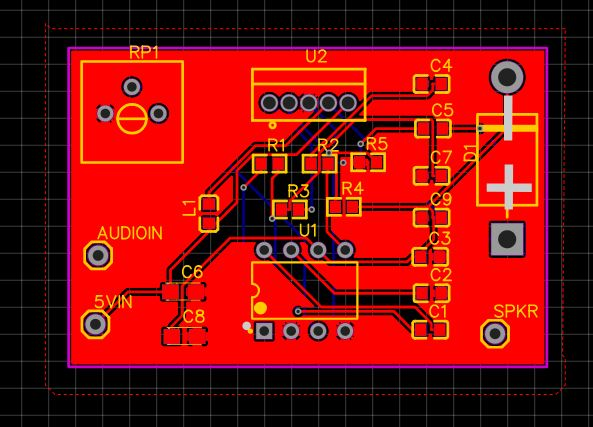 RP1
U2
C4
C5
R1
R2
R5
C7
D1
R3
R4
L1
C9
U1
AUDIOIN
C3
C6
C2
5VIN
C8
C1
SPKR